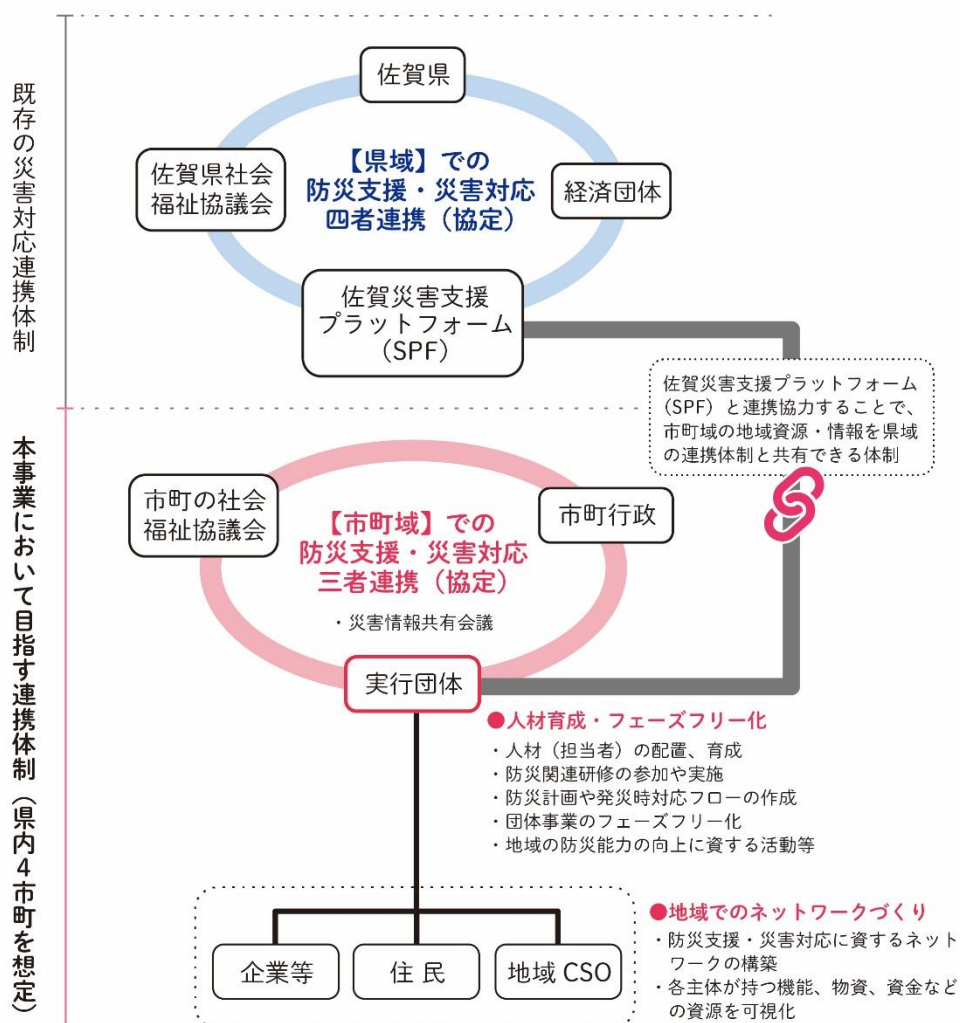 既存の災害対応連携体制
佐賀県
佐賀県社会
福祉協議会
【県域】での
防災支援・災害対応
四者連携（協定）
経済団体
佐賀災害支援
プラットフォーム
(SPF)
佐賀災害支援プラットフォーム
(SPF）と連携協力することで、
市町域の地域資源・情報を県域
の連携体制と共有できる体制
本事業において目指す連携体制（県内４市町を想定）
市町の社会
福祉協議会
【市町域】での
防災支援・災害対応
三者連携（協定）
・災害情報共有会議
市町行政
実行団体
●人材育成・フェーズフリー化
・人材（担当者）の配置、育成
・防災関連研修の参加や実施
・防災計画や発災時対応フローの作成
・団体事業のフェーズフリー化
・地域の防災能力の向上に資する活動等
企業等
住 民
地域 CSO
●地域でのネットワークづくり
・防災支援・災害対応に資するネット
ワークの構築
・各主体が持つ機能、物資、資金など
の資源を可視化